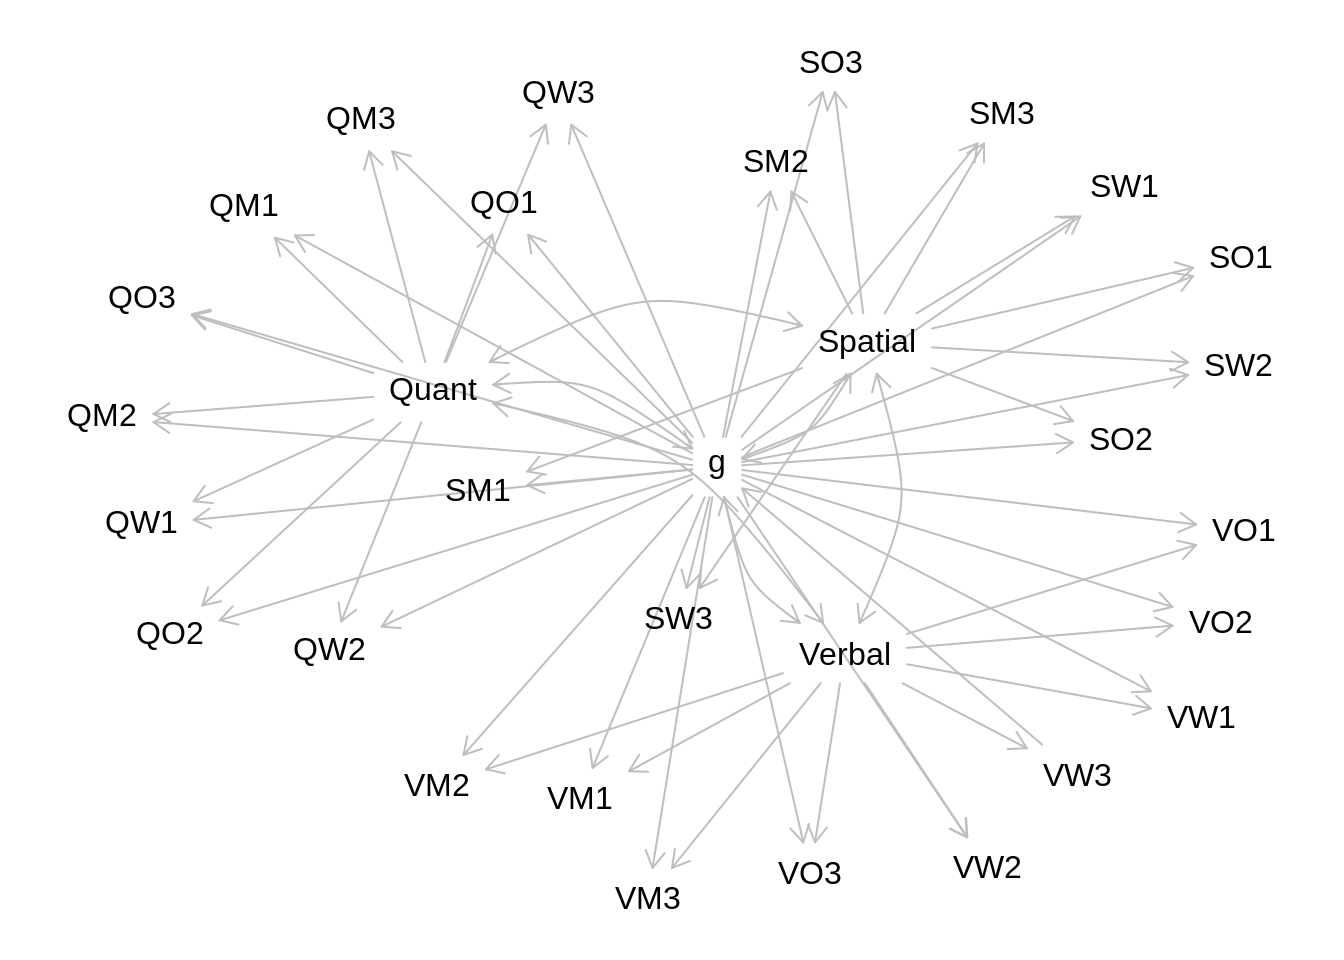 SO3
QW3
SM3
QM3
SM2
SW1
QO1
QM1
SO1
QO3
Spatial
SW2
Quant
QM2
SO2
g
SM1
QW1
VO1
SW3
VO2
QO2
QW2
Verbal
VW1
VW3
VM2
VM1
VW2
VO3
VM3